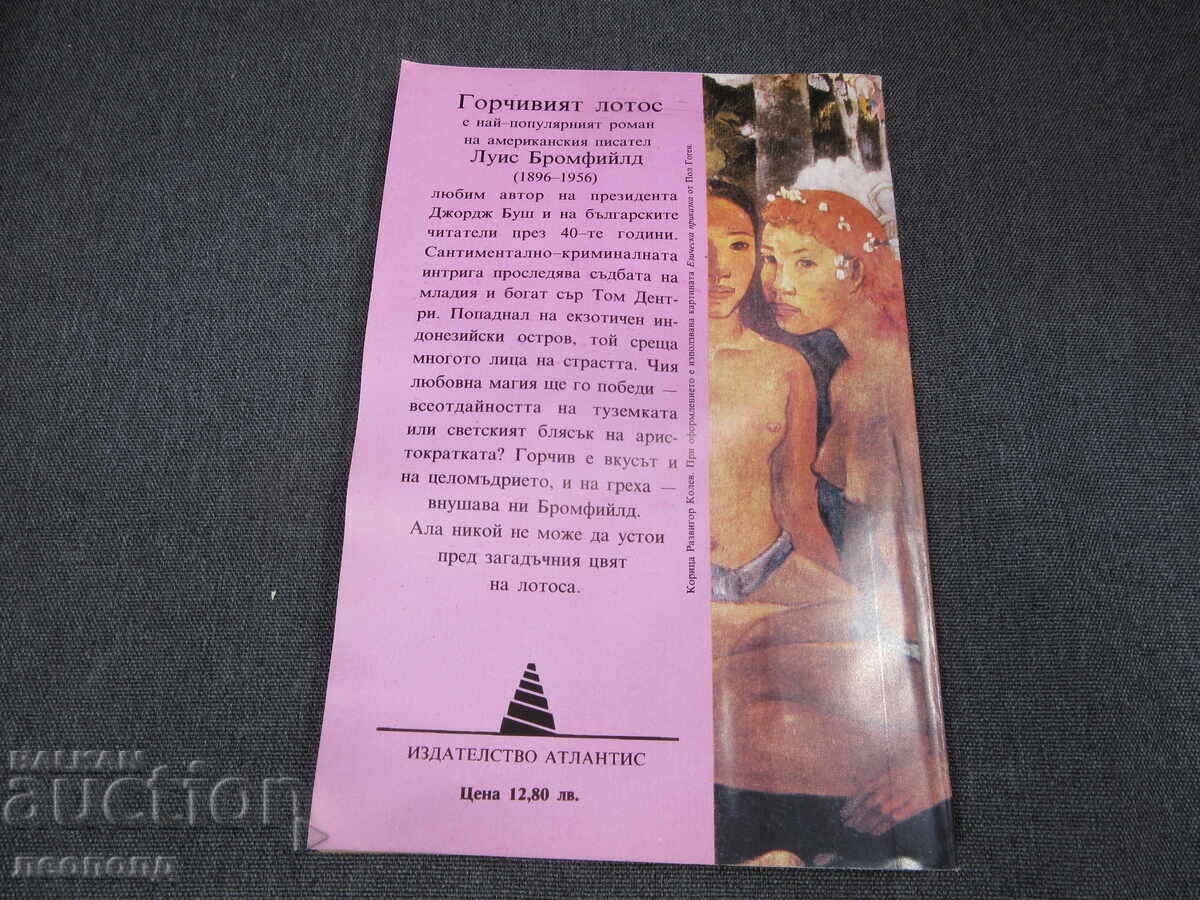 Горчивият лотос
е най-популярният роман
на американския писател
Луис Бромфийлд
(1896-1956)
любим автор на президента
Джордж Буш и на българските
читатели през 40-те години.
Сантиментално-криминалната
интрига проследява съдбата на
младия и богат сър Том Дент-
ри. Попаднал на екзотичен ин-
донезийски остров, той среща
многото лица на страстта. Чия
любовна магия ще го победи —
всеотдайността на туземката
или светският блясък на арис-
тократката? Горчив е вкусът и
на целомъдрието, и на греха —
внушава ни Бромфийлд.
Ала никой не може да устои
пред загадъчния цвят
на лотоса.
ИЗДАТЕЛСТВО АТЛАНТИС
Цена 12,80 лв.
Корица Развигор Колев. При оформлението е използвана картината Езическа приказка от Пол Гоген.
BALKAN
auction
псополд